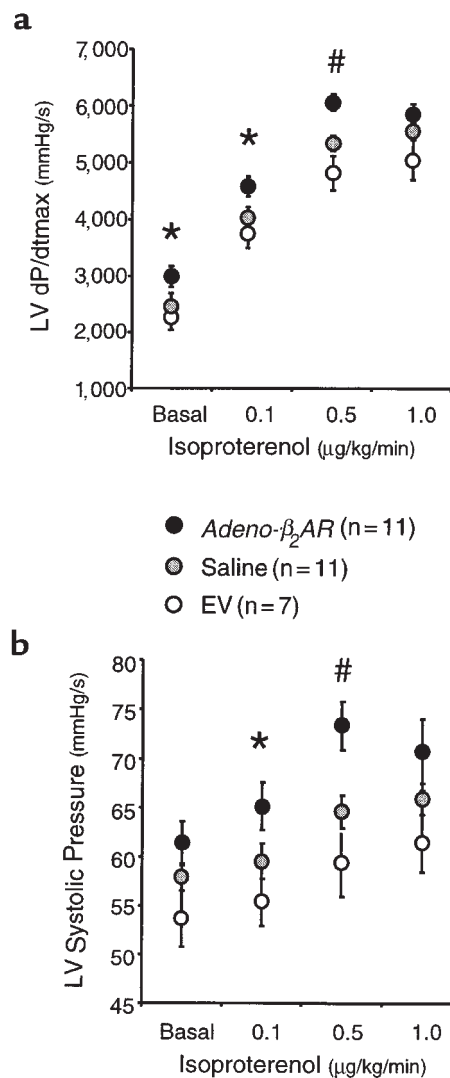 a
7,000
6,000
5,000
4,000
3,000
2,000
1,000
LV dP/dtmax (mmHg/s)
*
*
#
Basal 0.1 0.5 1.0
Isoproterenol (μg/kg/min)
Adeno-β2AR (n=11)
Saline (n=11)
EV (n=7)
b
80
75
70
65
60
55
50
45
LV Systolic Pressure (mmHg/s)
*
#
Basal 0.1 0.5 1.0
Isoproterenol (μg/kg/min)